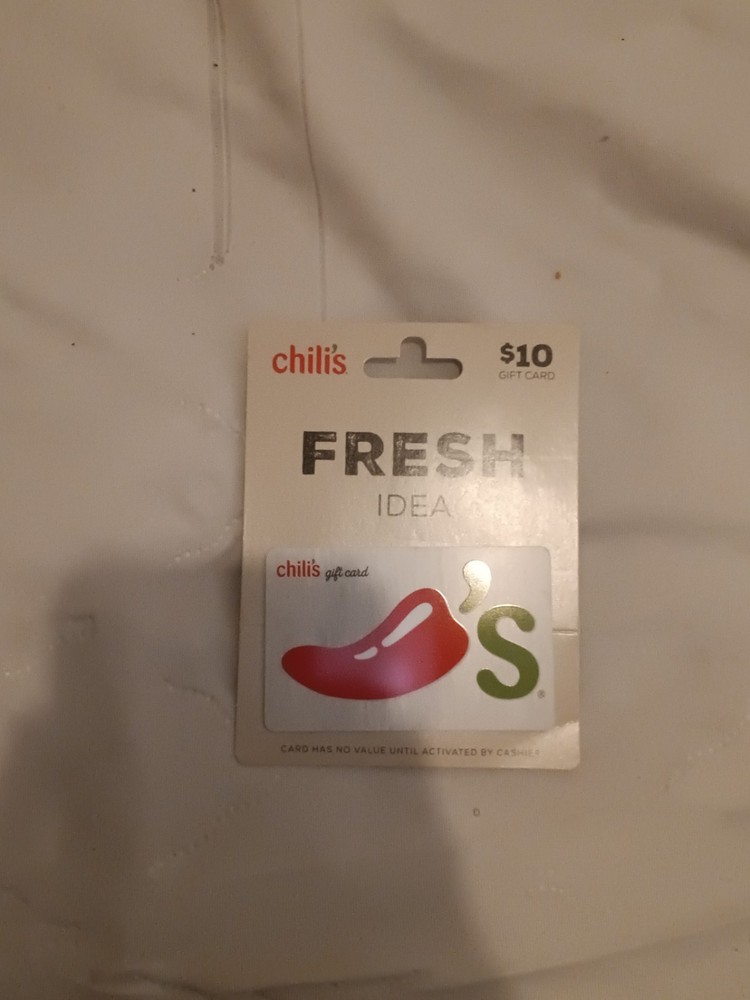 chili's $10
GIFT CARD
FRESH
IDEA
chili's gift card
's
CARD HAS NO VALUE UNTIL ACTIVATED BY CASHIER